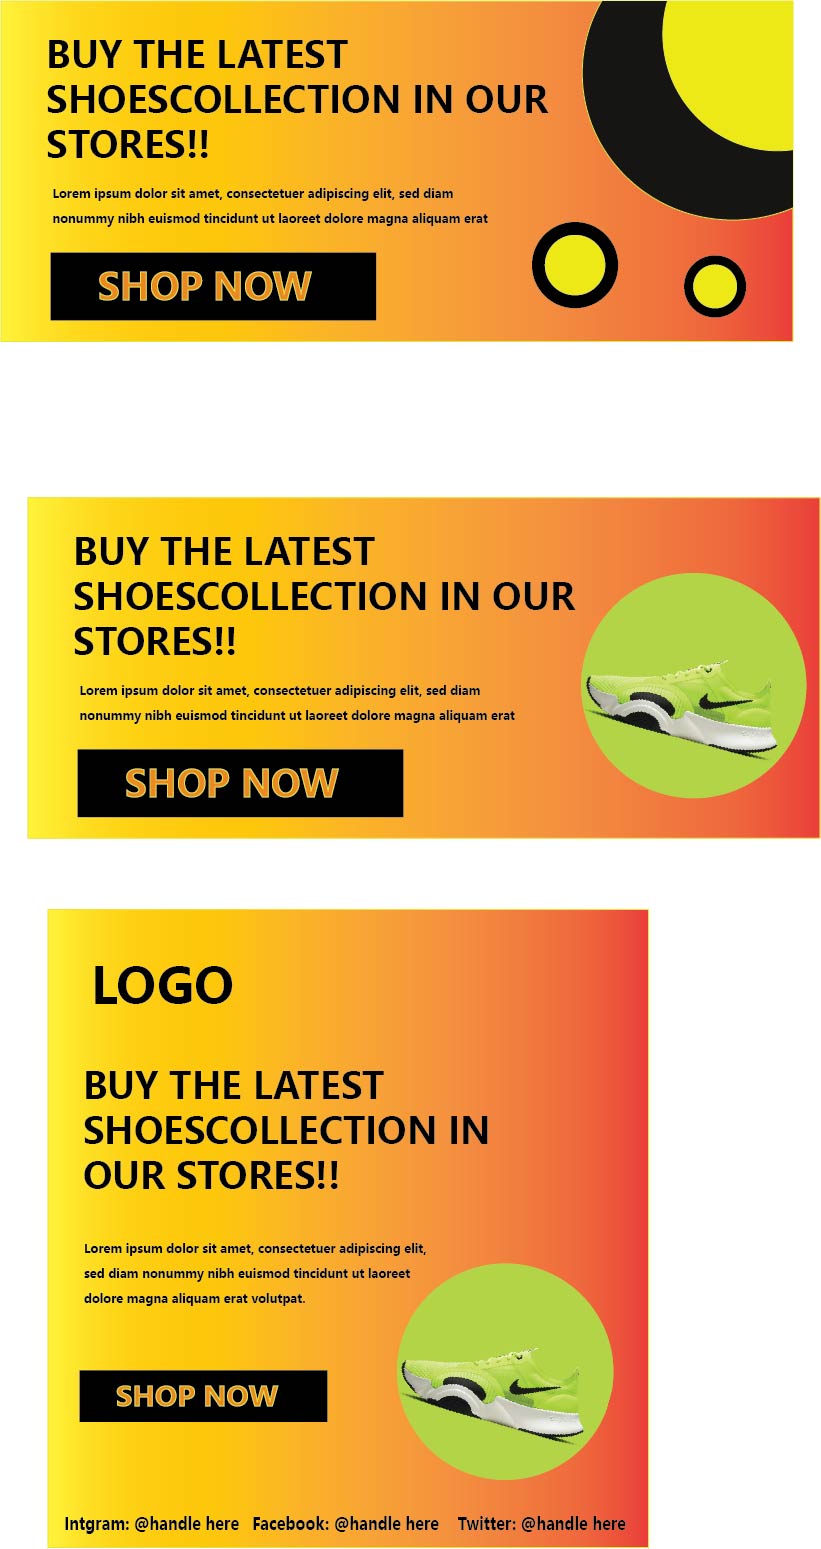 BUY THE LATEST
SHOESCOLLECTION IN OUR
STORES!!
Lorem ipsum dolor sit amet, consectetuer adipiscing elit, sed diam
nonummy nibh euismod tincidunt ut laoreet dolore magna aliquam erat
SHOP NOW
BUY THE LATEST
SHOESCOLLECTION IN OUR
STORES!!
Lorem ipsum dolor sit amet, consectetuer adipiscing elit, sed diam
nonummy nibh euismod tincidunt ut laoreet dolore magna aliquam erat
SHOP NOW
LOGO
BUY THE LATEST
SHOESCOLLECTION IN
OUR STORES!!
Lorem ipsum dolor sit amet, consectetuer adipiscing elit,
sed diam nonummy nibh euismod tincidunt ut laoreet
dolore magna aliquam erat volutpat.
SHOP NOW
Intgram: @handle here Facebook: @handle here Twitter: @handle here